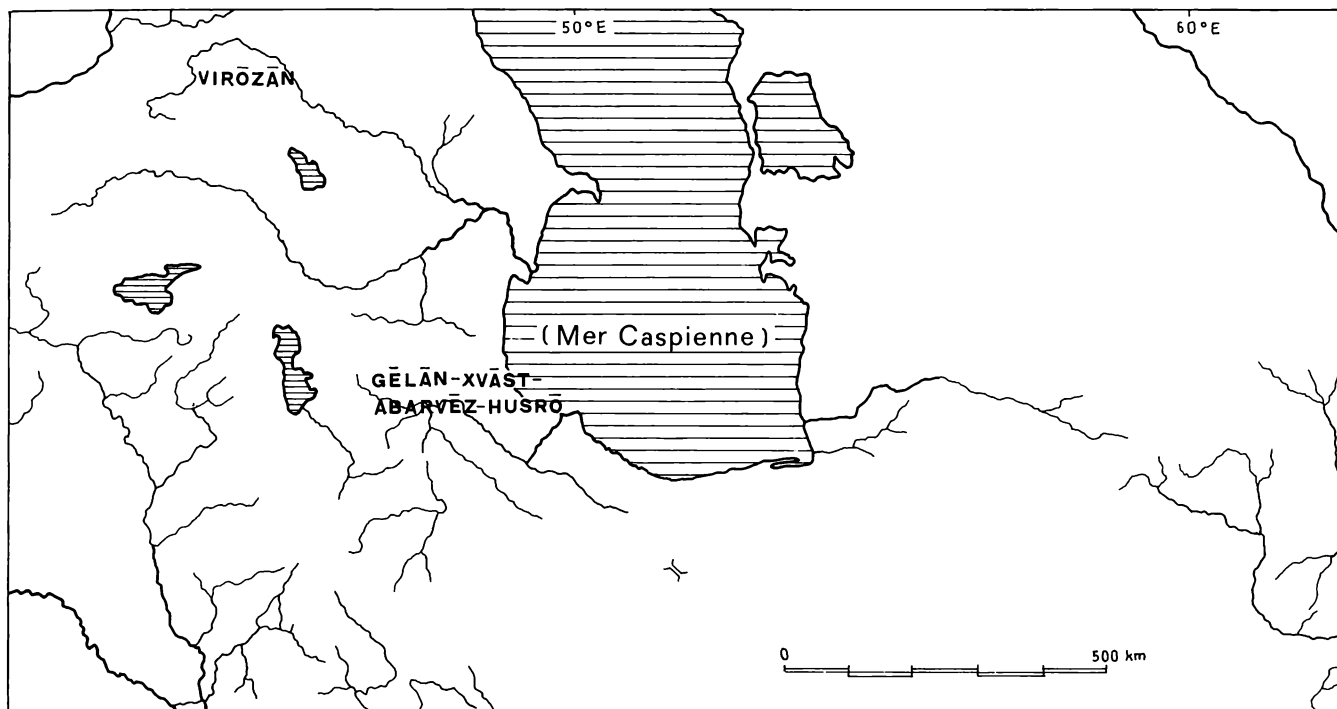 50°E
60°E
VIRŌZĀN
(Mer Caspienne)
GĒLĀN-XVĀST-
ABARVĒZ-HUSRŌ
0
500 km